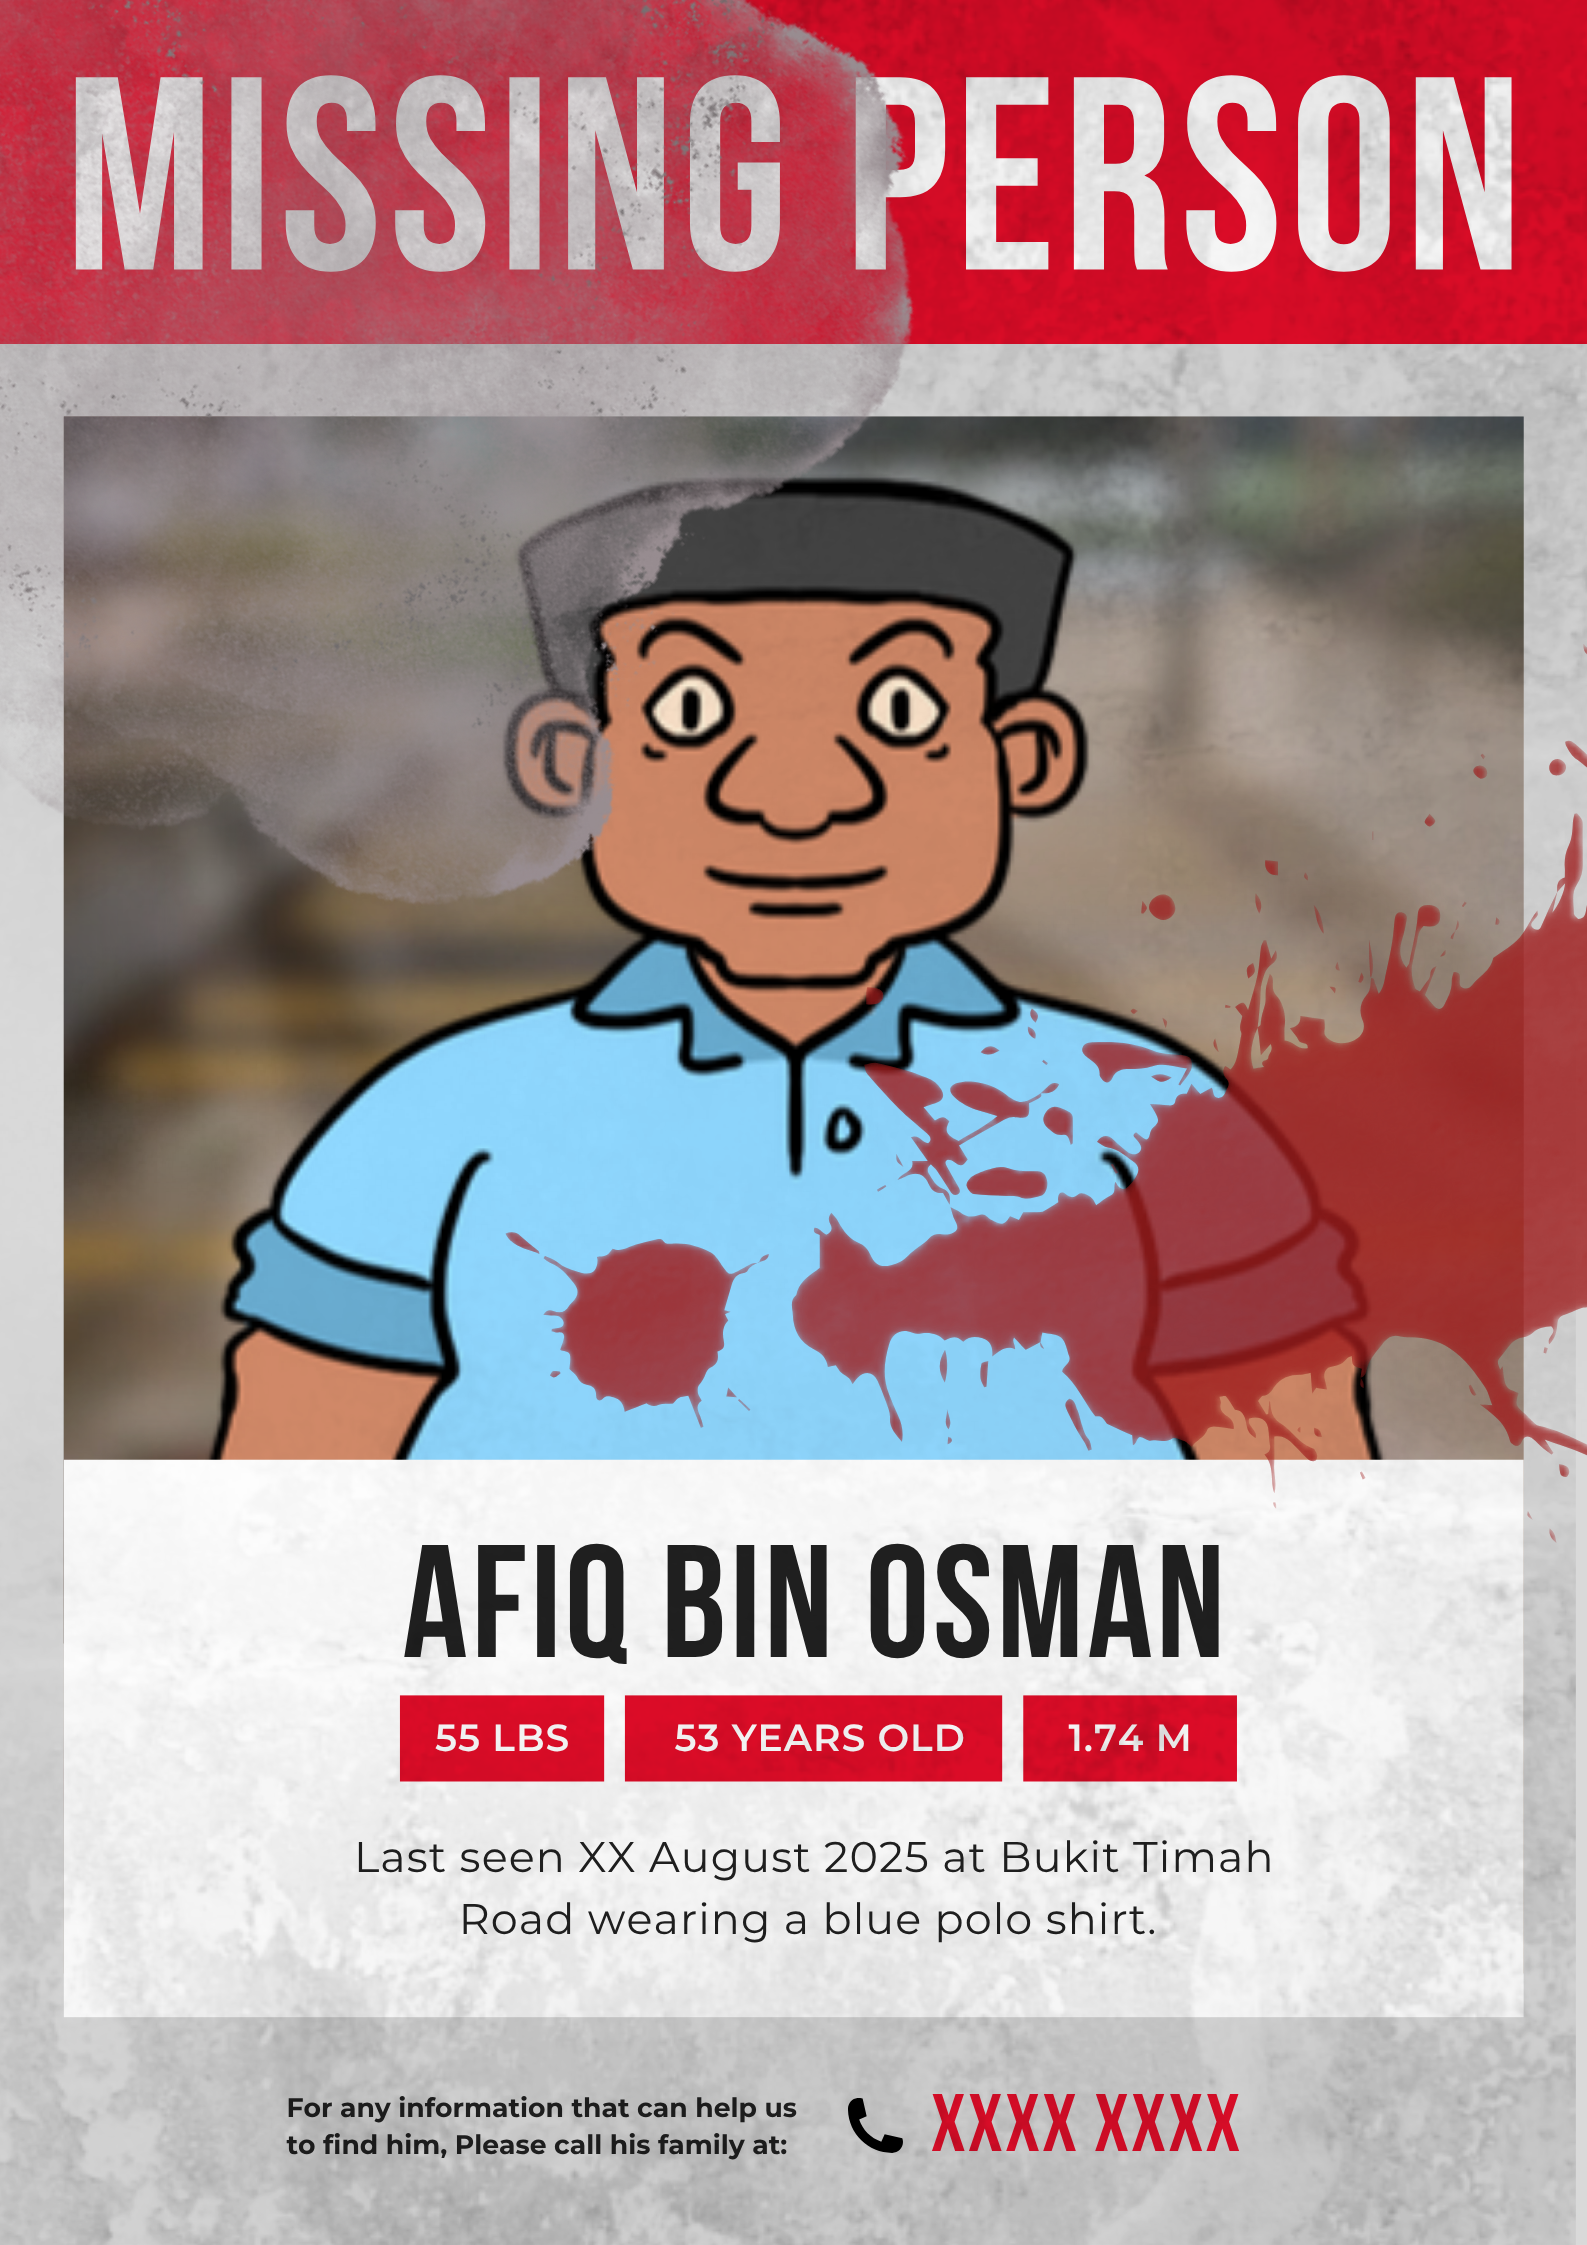 MISSING PERSON
AFIQ BIN OSMAN
55 LBS
53 YEARS OLD
1.74 M
Last seen XX August 2025 at Bukit Timah
Road wearing a blue polo shirt.
For any information that can help us
to find him, Please call his family at:
XXXX XXXX